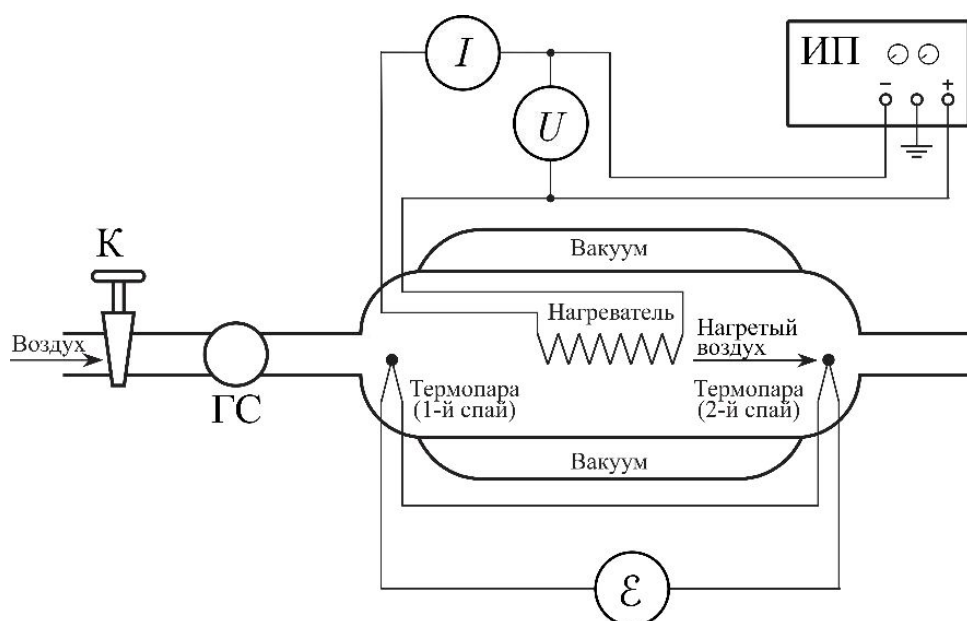 I
U
ИП
- +
К
Вакуум
Воздух
Нагреватель
Нагретый
воздух
ГС
Термопара
(1-й спай)
Термопара
(2-й спай)
Вакуум
ℰ